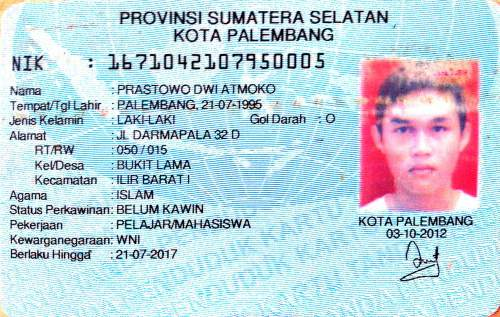 PROVINSI SUMATERA SELATAN
KOTA PALEMBANG
NIK : 1671042107950005
Nama : PRASTOWO DWI ATMOKO
Tempat/Tgl Lahir : PALEMBANG, 21-07-1995
Jenis Kelamin : LAKI-LAKI Gol Darah : O
Alamat : JL DARMAPALA 32 D
RT/RW : 050 / 015
Kel/Desa : BUKIT LAMA
Kecamatan : ILIR BARAT I
Agama : ISLAM
Status Perkawinan: BELUM KAWIN
Pekerjaan : PELAJAR/MAHASISWA
Kewarganegaraan: WNI
Berlaku Hingga : 21-07-2017
KOTA PALEMBANG
03-10-2012